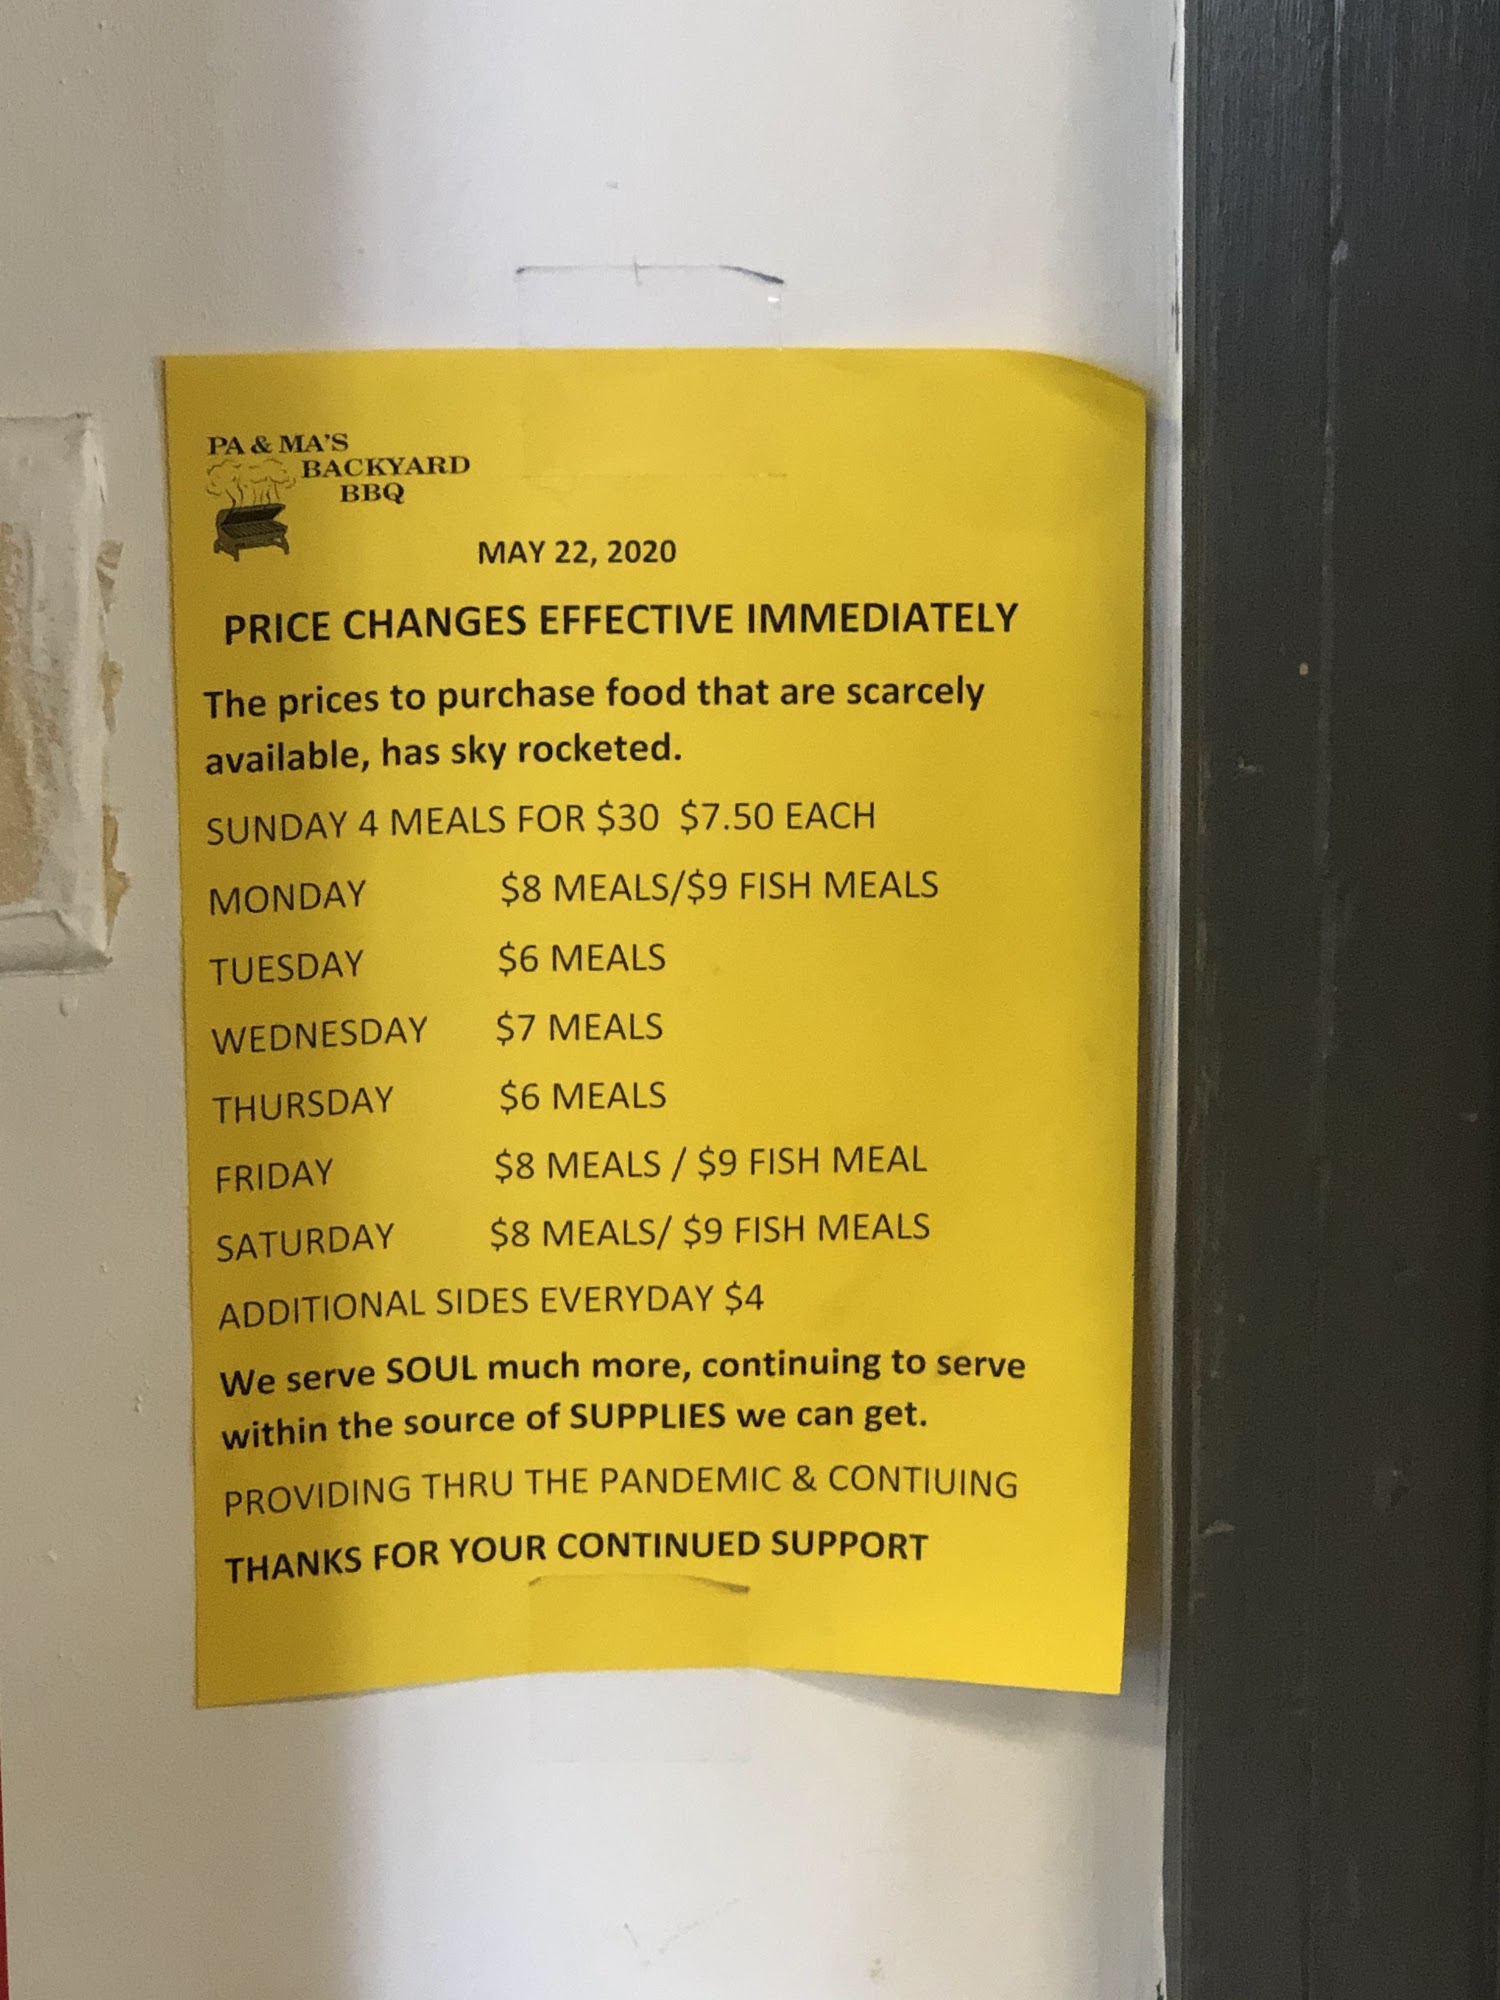 PA & MA'S
BACKYARD
BBQ
MAY 22, 2020
PRICE CHANGES EFFECTIVE IMMEDIATELY
The prices to purchase food that are scarcely
available, has sky rocketed.
SUNDAY 4 MEALS FOR $30 $7.50 EACH
MONDAY $8 MEALS/$9 FISH MEALS
TUESDAY $6 MEALS
WEDNESDAY $7 MEALS
THURSDAY $6 MEALS
FRIDAY $8 MEALS / $9 FISH MEAL
SATURDAY $8 MEALS/ $9 FISH MEALS
ADDITIONAL SIDES EVERYDAY $4
We serve SOUL much more, continuing to serve
within the source of SUPPLIES we can get.
PROVIDING THRU THE PANDEMIC & CONTIUING
THANKS FOR YOUR CONTINUED SUPPORT